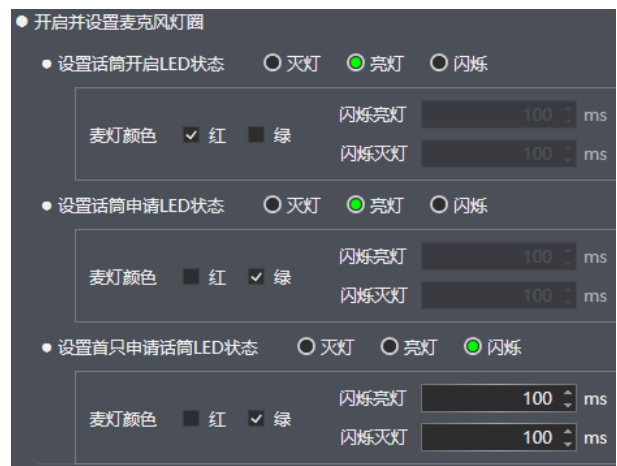 开启并设置麦克风灯圈
设置话筒开启LED状态 灭灯 亮灯 闪烁
闪烁亮灯 100 ms
麦灯颜色 红 绿
闪烁灭灯 100 ms
设置话筒申请LED状态 灭灯 亮灯 闪烁
闪烁亮灯 100 ms
麦灯颜色 红 绿
闪烁灭灯 100 ms
设置首只申请话筒LED状态 灭灯 亮灯 闪烁
闪烁亮灯 100 ms
麦灯颜色 红 绿
闪烁灭灯 100 ms